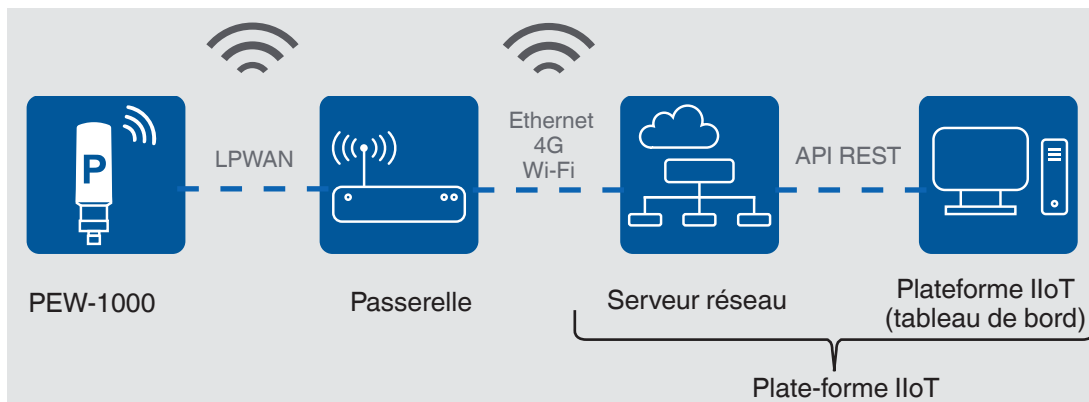 P
LPWAN
Ethernet
4G
Wi-Fi
API REST
PEW-1000
Passerelle
Serveur réseau
Plateforme IIoT
(tableau de bord)
Plate-forme IIoT